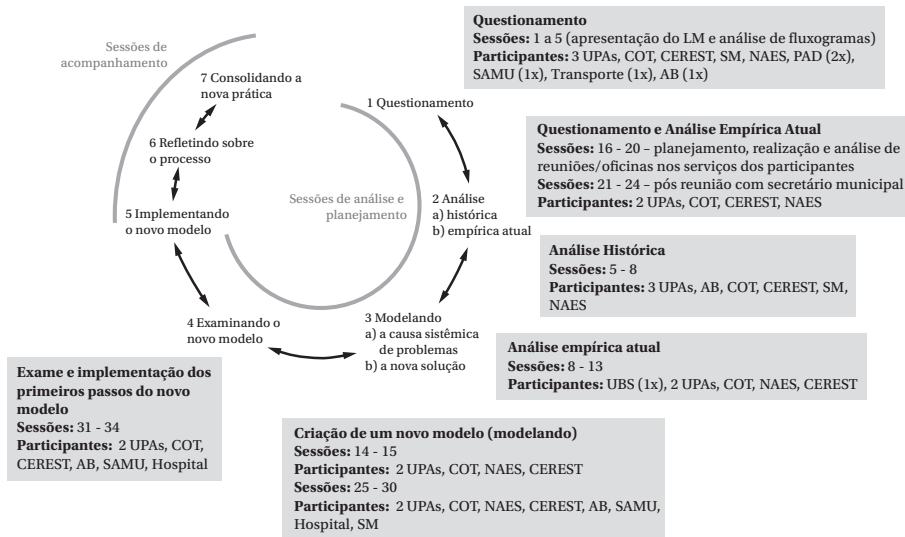 Questionamento
Sessões: 1 a 5 (apresentação do LM e análise de fluxogramas)
Participantes: 3 UPAs, COT, CEREST, SM, NAES, PAD (2x),
SAMU (1x), Transporte (1x), AB (1x)
Sessões de
acompanhamento
7 Consolidando a
nova prática
1 Questionamento
6 Refletindo sobre
o processo
Questionamento e Análise Empírica Atual
Sessões: 16 - 20 – planejamento, realização e análise de
reuniões/oficinas nos serviços dos participantes
Sessões: 21 - 24 – pós reunião com secretário municipal
Participantes: 2 UPAs, COT, CEREST, NAES
Sessões de análise e
planejamento
2 Análise
a) histórica
b) empírica atual
5 Implementando
o novo modelo
Análise Histórica
Sessões: 5 - 8
Participantes: 3 UPAs, AB, COT, CEREST, SM,
NAES
4 Examinando o
novo modelo
3 Modelando
a) a causa sistêmica
de problemas
b) a nova solução
Análise empírica atual
Sessões: 8 - 13
Participantes: UBS (1x), 2 UPAs, COT, NAES, CEREST
Exame e implementação dos
primeiros passos do novo
modelo
Sessões: 31 - 34
Participantes: 2 UPAs, COT,
CEREST, AB, SAMU, Hospital
Criação de um novo modelo (modelando)
Sessões: 14 - 15
Participantes: 2 UPAs, COT, NAES, CEREST
Sessões: 25 - 30
Participantes: 2 UPAs, COT, NAES, CEREST, AB, SAMU,
Hospital, SM